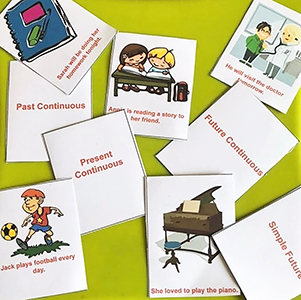 Sarah will be doing her
homework tonight.
He will visit the doctor
tomorrow.
Past Continuous
is reading a story to
her friend.
Future Continuous
Present
Continuous
Jack plays football every
day.
She loved to play the piano.
Simple Future